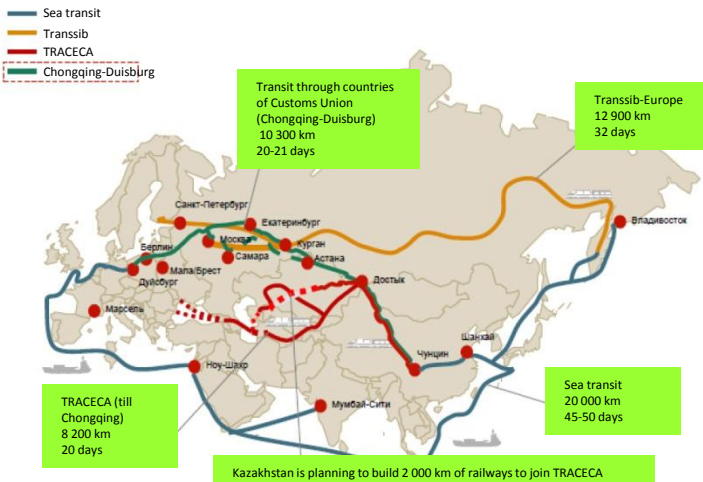 Sea transit
Transsib
TRACECA
Chongqing-Duisburg
Transit through countries
of Customs Union
(Chongqing-Duisburg)
10 300 km
20-21 days
Transsib-Europe
12 900 km
32 days
Санкт-Петербург
Екатеринбург
Владивосток
Москва
Курган
Берлин
Самара
Астана
Мала/Брест
Дуйсбург
Достык
Марсель
Шанхай
Чунцин
Ноу-Шахр
Мумбай-Сити
TRACECA (till
Chongqing)
8 200 km
20 days
Sea transit
20 000 km
45-50 days
Kazakhstan is planning to build 2 000 km of railways to join TRACECA